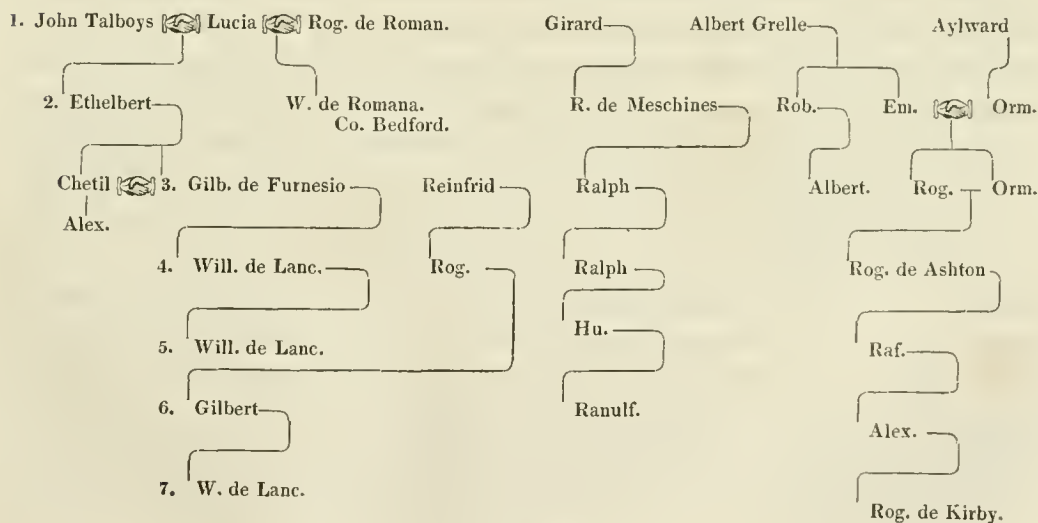 1. John Talboys Lucia Rog. de Roman. Girard Albert Grelle Aylward
2. Ethelbert W. de Romana. R. de Meschines Rob. Em. Orm.
Co. Bedford.
Chetil 3. Gilb. de Furnesio Reinfrid Ralph Albert. Rog. Orm.
Alex.
4. Will. de Lanc. Rog. Ralph Rog. de Ashton
Hu.
5. Will. de Lanc. Raf.
6. Gilbert Ranulf.
Alex.
7. W. de Lanc.
Rog. de Kirby.